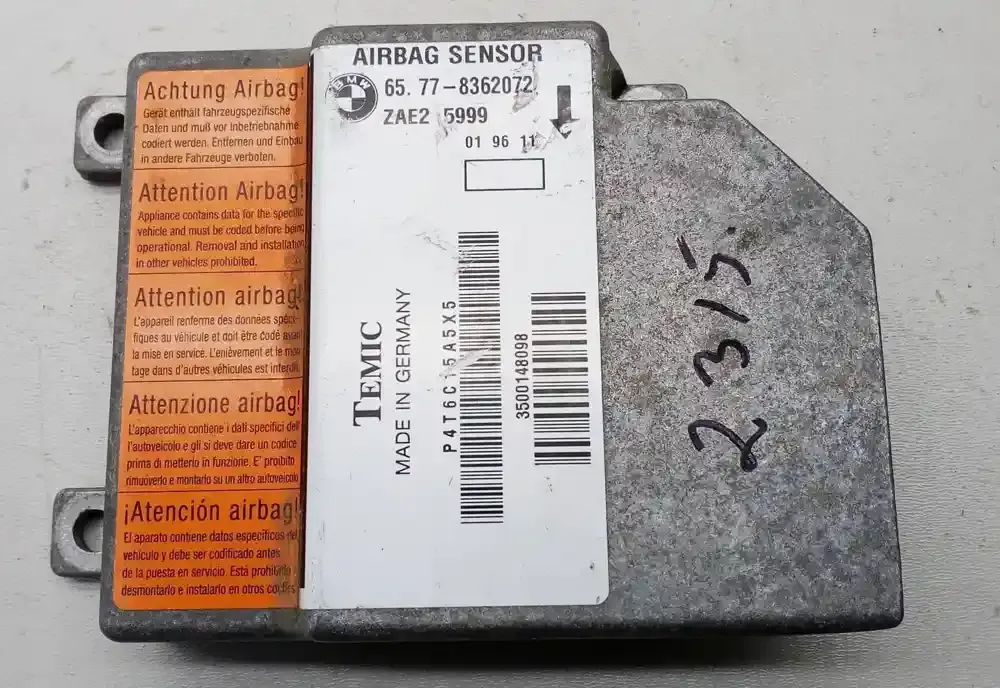 Achtung Airbag!
Gerät enthält fahrzeugspezifische
Daten und muß vor Inbetriebnahme
codiert werden. Entfernen und Einbau
in andere Fahrzeuge verboten.
Attention Airbag!
Appliance contains data for the specific
vehicle and must be coded before being
operational. Removal and installation
in other vehicles prohibited.
Attention airbag!
L'appareil renferme des données spéci-
fiques au véhicule et doit être codé avant
la mise en service. L'enièvement et le mon-
tage dans d'autres véhicules est interdit.
Attenzione airbag!
L'apparecchio contiene i dati specifici dell'
l'autoveicolo e gli si deve dare un codice
prima di metterlo in funzione. E' proibito
rimuoverlo e montarlo su un altro autoveicolo
¡Atención airbag!
El aparato contiene datos específicos del
vehículo y debe ser codificado antes
de la puesta en servicio. Está prohibido
desmontarlo e instalarlo en otros coches
AIRBAG SENSOR
BMW
65.77-8362072
ZAE2 5999
01 96 11
TEMIC
MADE IN GERMANY
P4T6C15A5X5
3500148098
2315